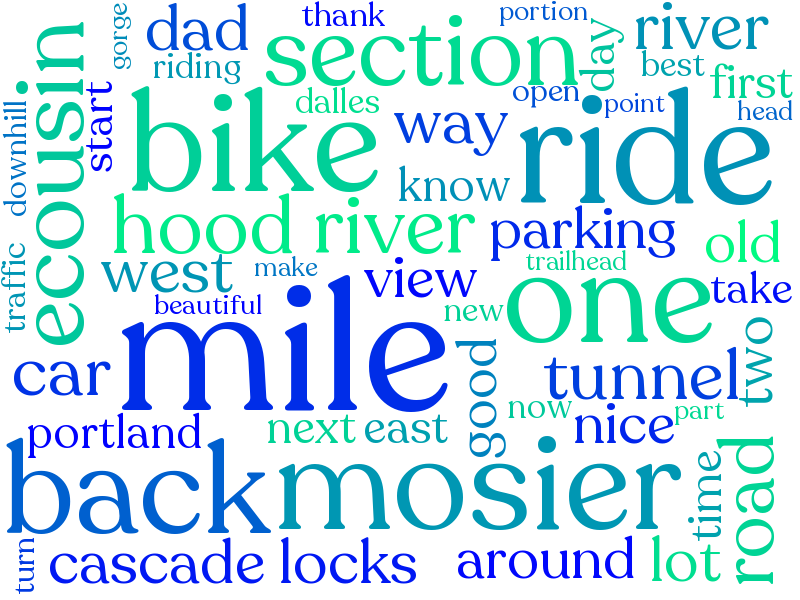 gorge
dad
thank
portion
river
riding
section
day
best
first
ecousin
downhill
start
bike
dalles
way
open
point
head
ride
know
hood river
parking
old
traffic
west
make
view
trailhead
take
beautiful
mile
new
one
two
car
good
tunnel
portland
next
east
now
nice
part
back
mosier
time
road
turn
cascade locks
around
lot